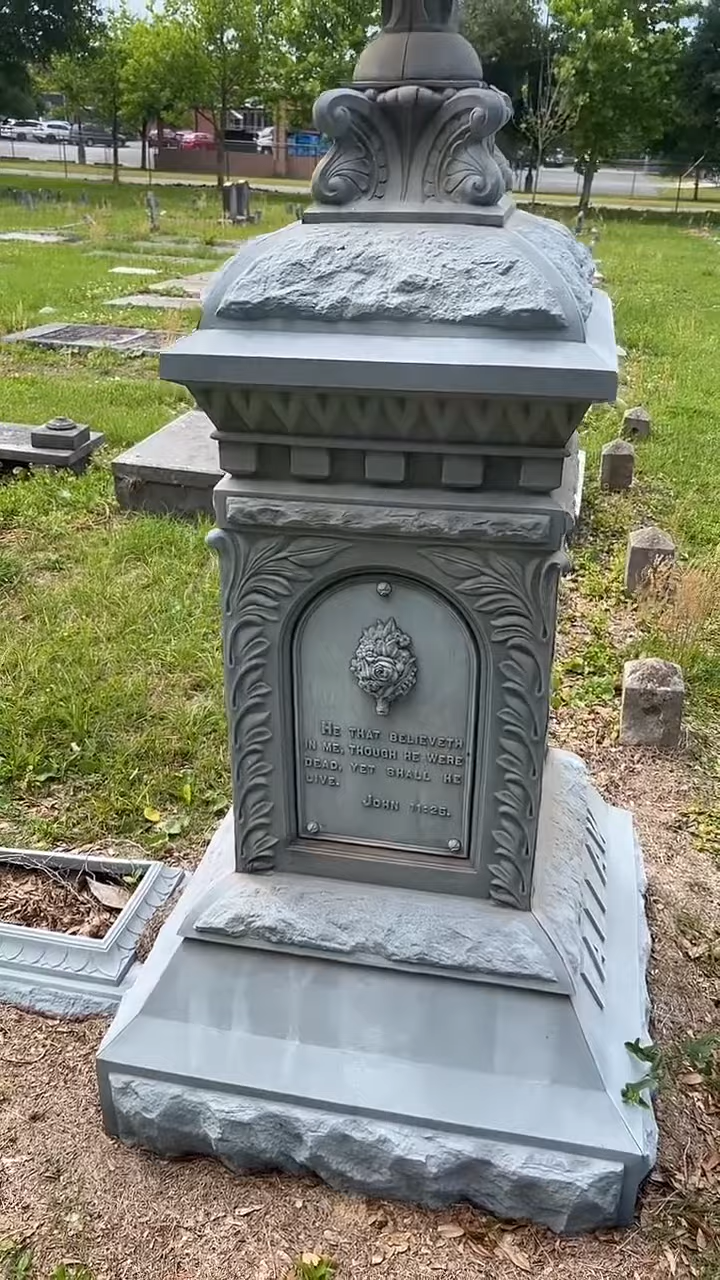 He that believeth
in me, though he were
dead, yet shall he
live.
John 11:25.